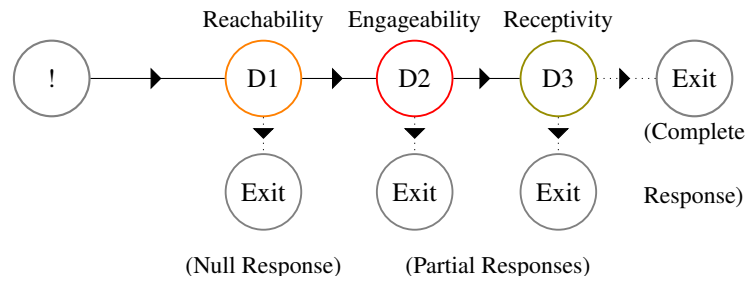 Reachability Engageability Receptivity
! D1 D2 D3 Exit
(Complete
Exit Exit Exit Response)
(Null Response) (Partial Responses)